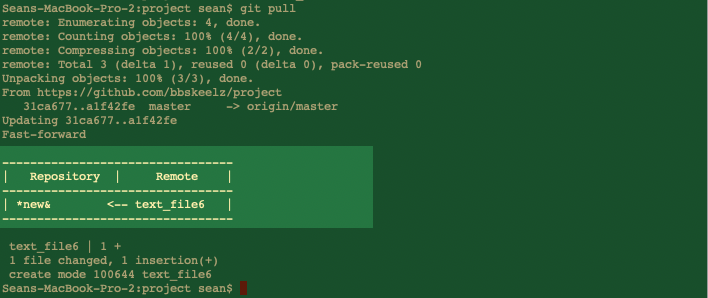 Seans-MacBook-Pro-2:project sean$ git pull
remote: Enumerating objects: 4, done.
remote: Counting objects: 100% (4/4), done.
remote: Compressing objects: 100% (2/2), done.
remote: Total 3 (delta 1), reused 0 (delta 0), pack-reused 0
Unpacking objects: 100% (3/3), done.
From https://github.com/bbskeelz/project
   31ca677..a1f42fe  master     -> origin/master
Updating 31ca677..a1f42fe
Fast-forward
---------------------------------
|   Repository  |     Remote    |
---------------------------------
| *new&        <-- text_file6   |
---------------------------------
 text_file6 | 1 +
 1 file changed, 1 insertion(+)
 create mode 100644 text_file6
Seans-MacBook-Pro-2:project sean$